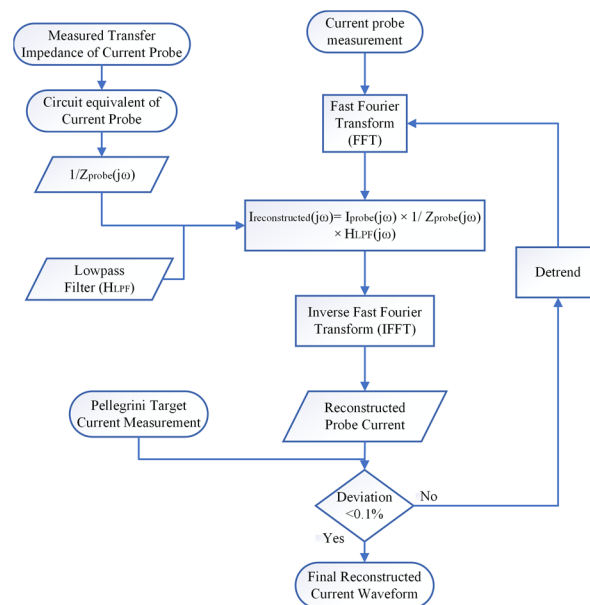 Measured Transfer
Impedance of Current Probe
Current probe
measurement
Circuit equivalent of
Current Probe
Fast Fourier
Transform
(FFT)
1/Zprobe(jω)
Ireconstructed(jω)= Iprobe(jω) × 1/ Zprobe(jω)
× HLPF(jω)
Lowpass
Filter (HLPF)
Detrend
Inverse Fast Fourier
Transform (IFFT)
Pellegrini Target
Current Measurement
Reconstructed
Probe Current
Deviation
<0.1%
No
Yes
Final Reconstructed
Current Waveform